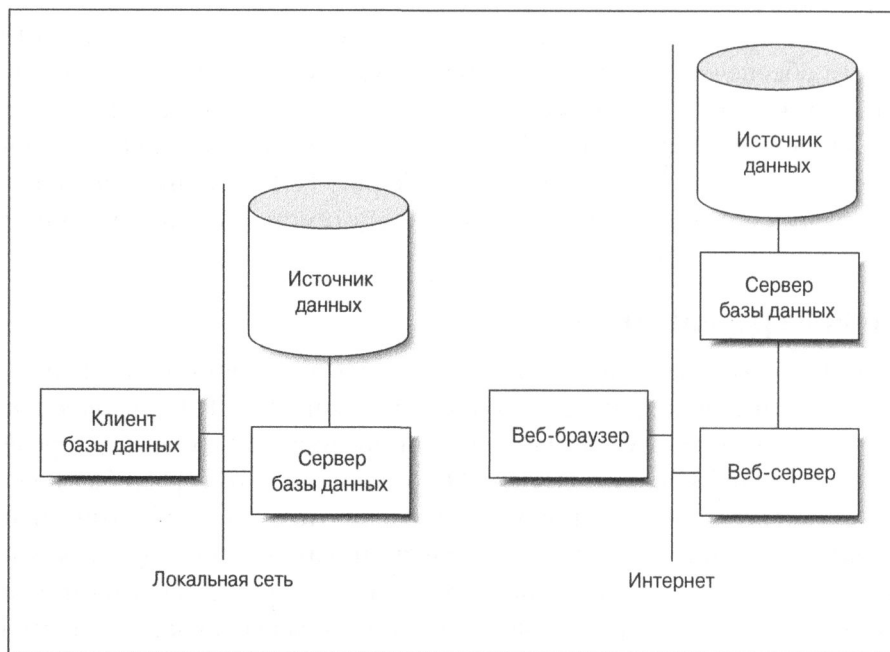 Источник
данных
Клиент
базы данных
Сервер
базы данных
Локальная сеть
Источник
данных
Сервер
базы данных
Веб-браузер
Веб-сервер
Интернет